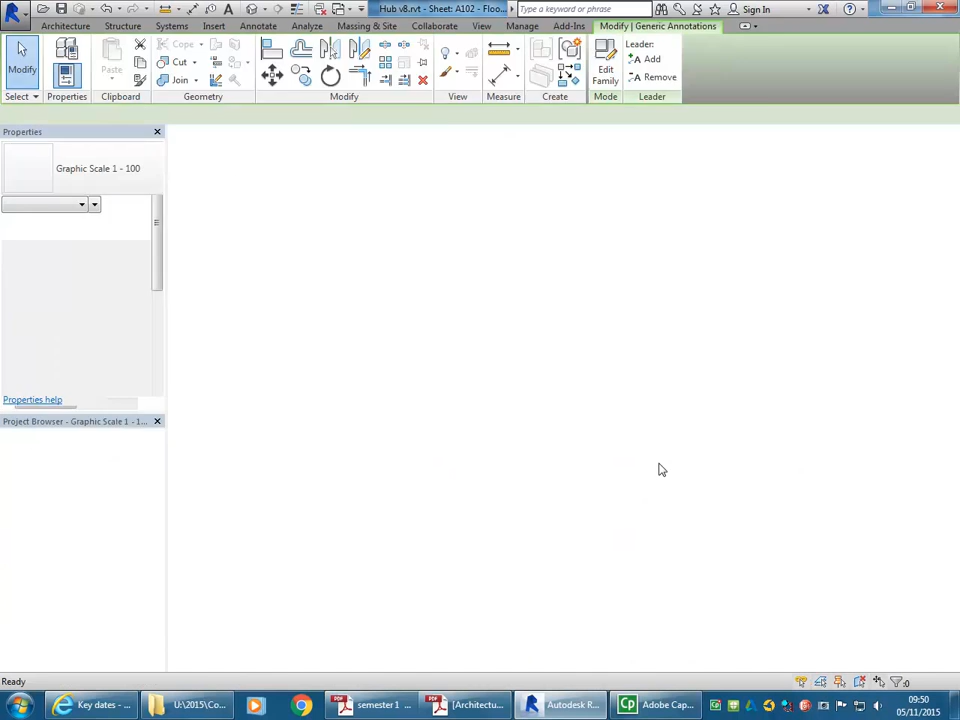 Hub v8.rvt - Sheet: A102 - Floo...
Type a keyword or phrase
Sign In
Architecture Structure Systems Insert Annotate Analyze Massing & Site Collaborate View Manage Add-Ins Modify | Generic Annotations
Modify
Paste
Cope
Cut
Join
Edit
Family
Leader:
Add
Remove
Select Properties Clipboard Geometry Modify View Measure Create Mode Leader
Properties
Graphic Scale 1 - 100
Properties help
Project Browser - Graphic Scale 1 - 1...
Ready
:0
Key dates - ...
U:\2015\Co...
semester 1 ...
[Architectu...
Autodesk R...
Adobe Cap...
09:50
05/11/2015